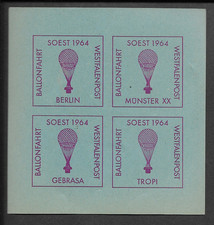 SOEST 1964
BALLONFAHRT
WESTFALENPOST
BERLIN
SOEST 1964
BALLONFAHRT
WESTFALENPOST
MÜNSTER XX
SOEST 1964
BALLONFAHRT
WESTFALENPOST
GEBRASA
SOEST 1964
BALLONFAHRT
WESTFALENPOST
TROPI